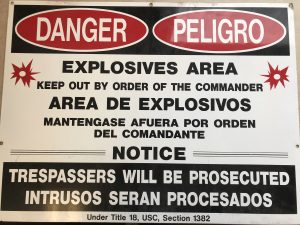 DANGER PELIGRO
EXPLOSIVES AREA
KEEP OUT BY ORDER OF THE COMMANDER
AREA DE EXPLOSIVOS
MANTENGASE AFUERA POR ORDEN
DEL COMANDANTE
NOTICE
TRESPASSERS WILL BE PROSECUTED
INTRUSOS SERAN PROCESADOS
Under Title 18, USC, Section 1382